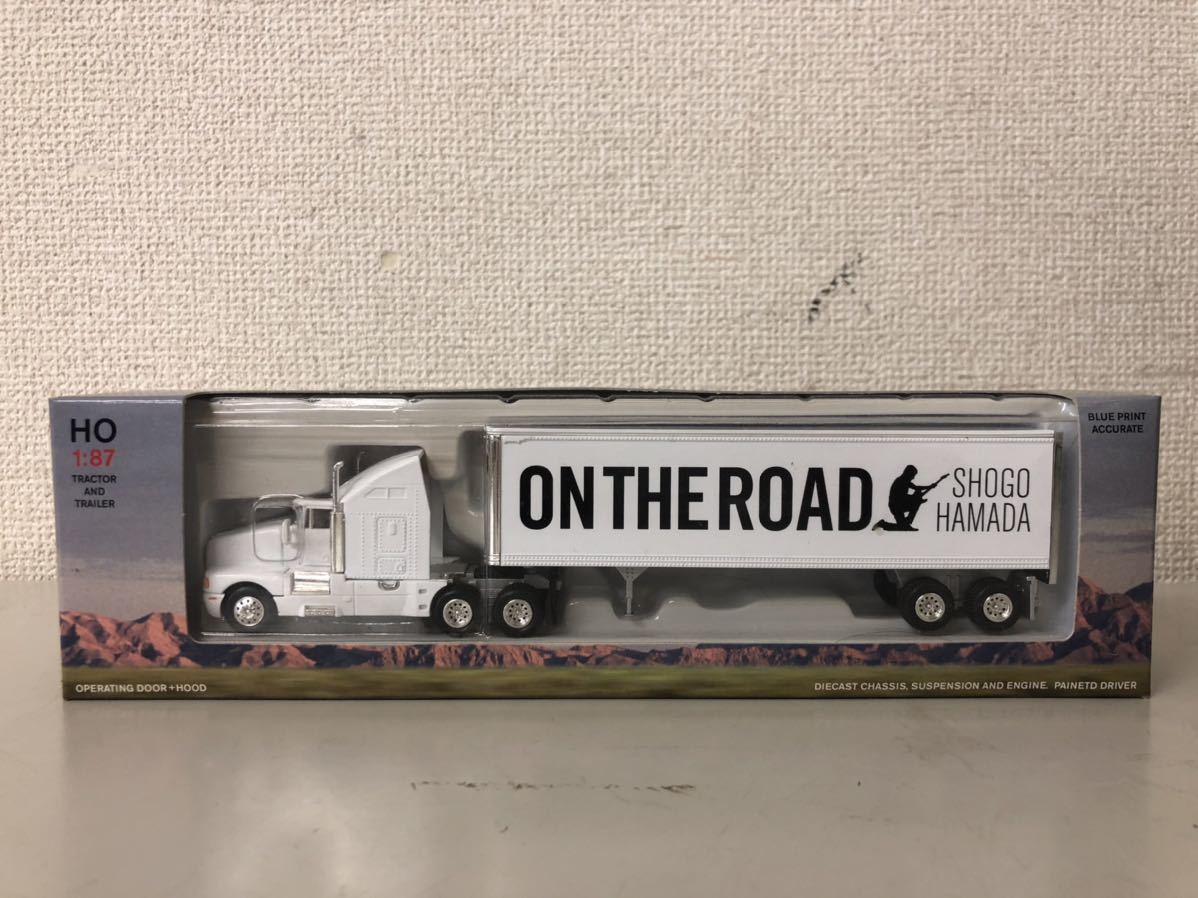 HO
1:87
TRACTOR
AND
TRAILER
ON THE ROAD
SHOGO
HAMADA
BLUE PRINT
ACCURATE
OPERATING DOOR + HOOD
DIECAST CHASSIS, SUSPENSION AND ENGINE. PAINETD DRIVER